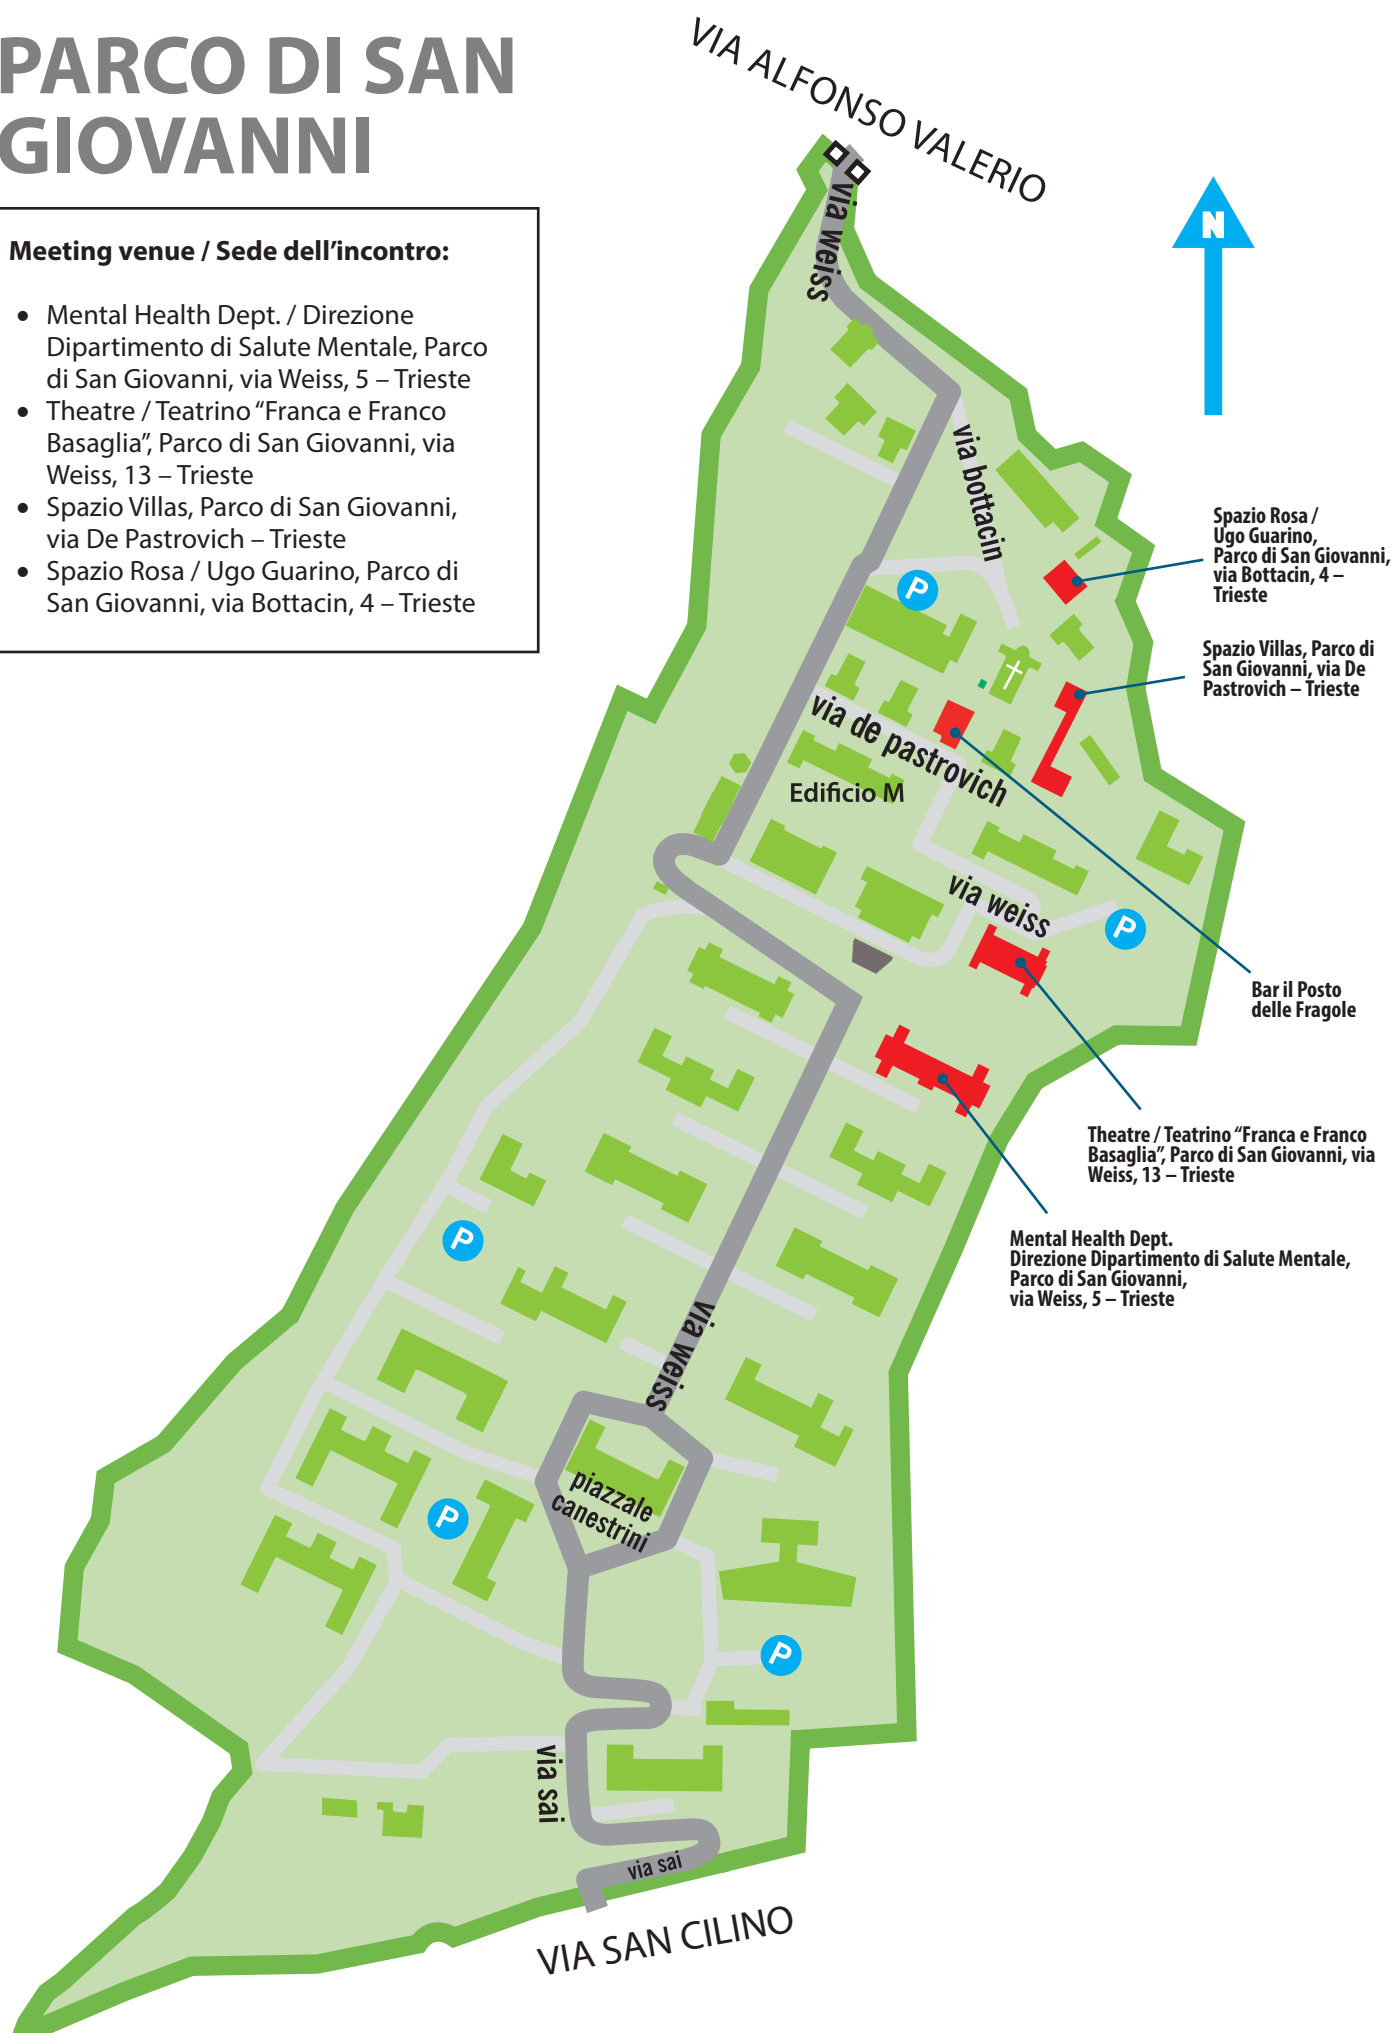 PARCO DI SAN
GIOVANNI
Meeting venue / Sede dell’incontro:
• Mental Health Dept. / Direzione
Dipartimento di Salute Mentale, Parco
di San Giovanni, via Weiss, 5 – Trieste
• Theatre / Teatrino “Franca e Franco
Basaglia”, Parco di San Giovanni, via
Weiss, 13 – Trieste
• Spazio Villas, Parco di San Giovanni,
via De Pastrovich – Trieste
• Spazio Rosa / Ugo Guarino, Parco di
San Giovanni, via Bottacin, 4 – Trieste
VIA ALFONSO VALERIO
N
via weiss
via bottacin
Spazio Rosa /
Ugo Guarino,
Parco di San Giovanni,
via Bottacin, 4 –
Trieste
P
Spazio Villas, Parco di
San Giovanni, via De
Pastrovich – Trieste
via de pastrovich
Edificio M
via weiss
P
Bar il Posto
delle Fragole
Theatre / Teatrino “Franca e Franco
Basaglia”, Parco di San Giovanni, via
Weiss, 13 – Trieste
P
Mental Health Dept.
Direzione Dipartimento di Salute Mentale,
Parco di San Giovanni,
via Weiss, 5 – Trieste
via weiss
piazzale
canestrini
P
P
via sai
via sai
VIA SAN CILINO